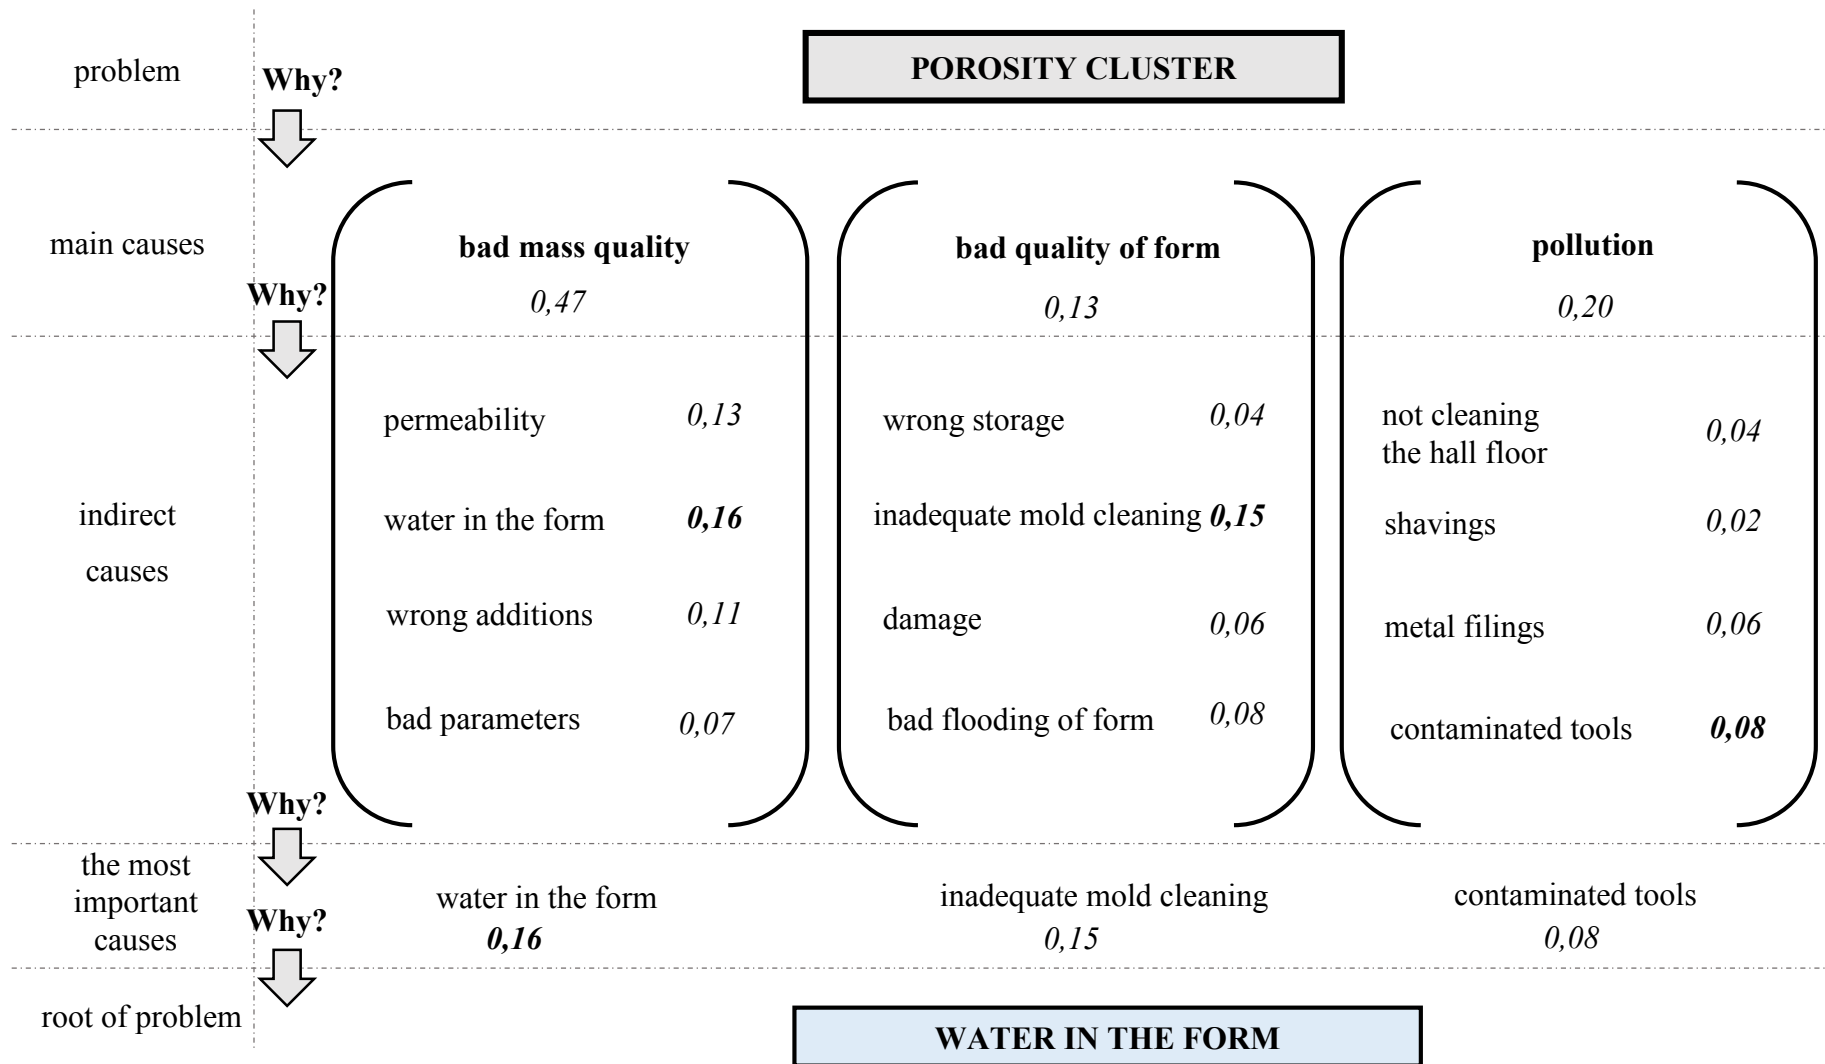 problem
Why?
POROSITY CLUSTER
main causes
Why?
bad mass quality
0,47
bad quality of form
0,13
pollution
0,20
indirect
causes
Why?
permeability 0,13
water in the form 0,16
wrong additions 0,11
bad parameters 0,07
wrong storage 0,04
inadequate mold cleaning 0,15
damage 0,06
bad flooding of form 0,08
not cleaning
the hall floor 0,04
shavings 0,02
metal filings 0,06
contaminated tools 0,08
the most
important
causes
Why?
water in the form
0,16
inadequate mold cleaning
0,15
contaminated tools
0,08
root of problem
WATER IN THE FORM